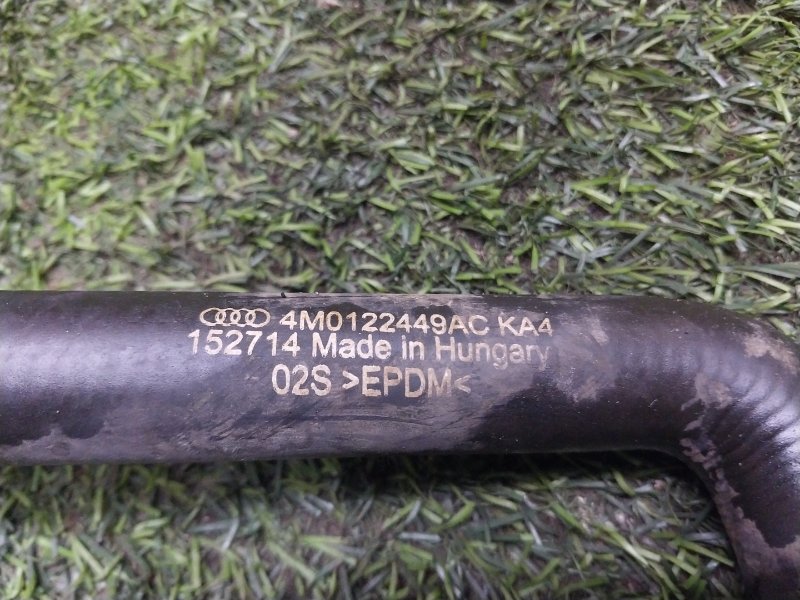 4M0122449AC KA4
152714 Made in Hungary
02S >EPDM<